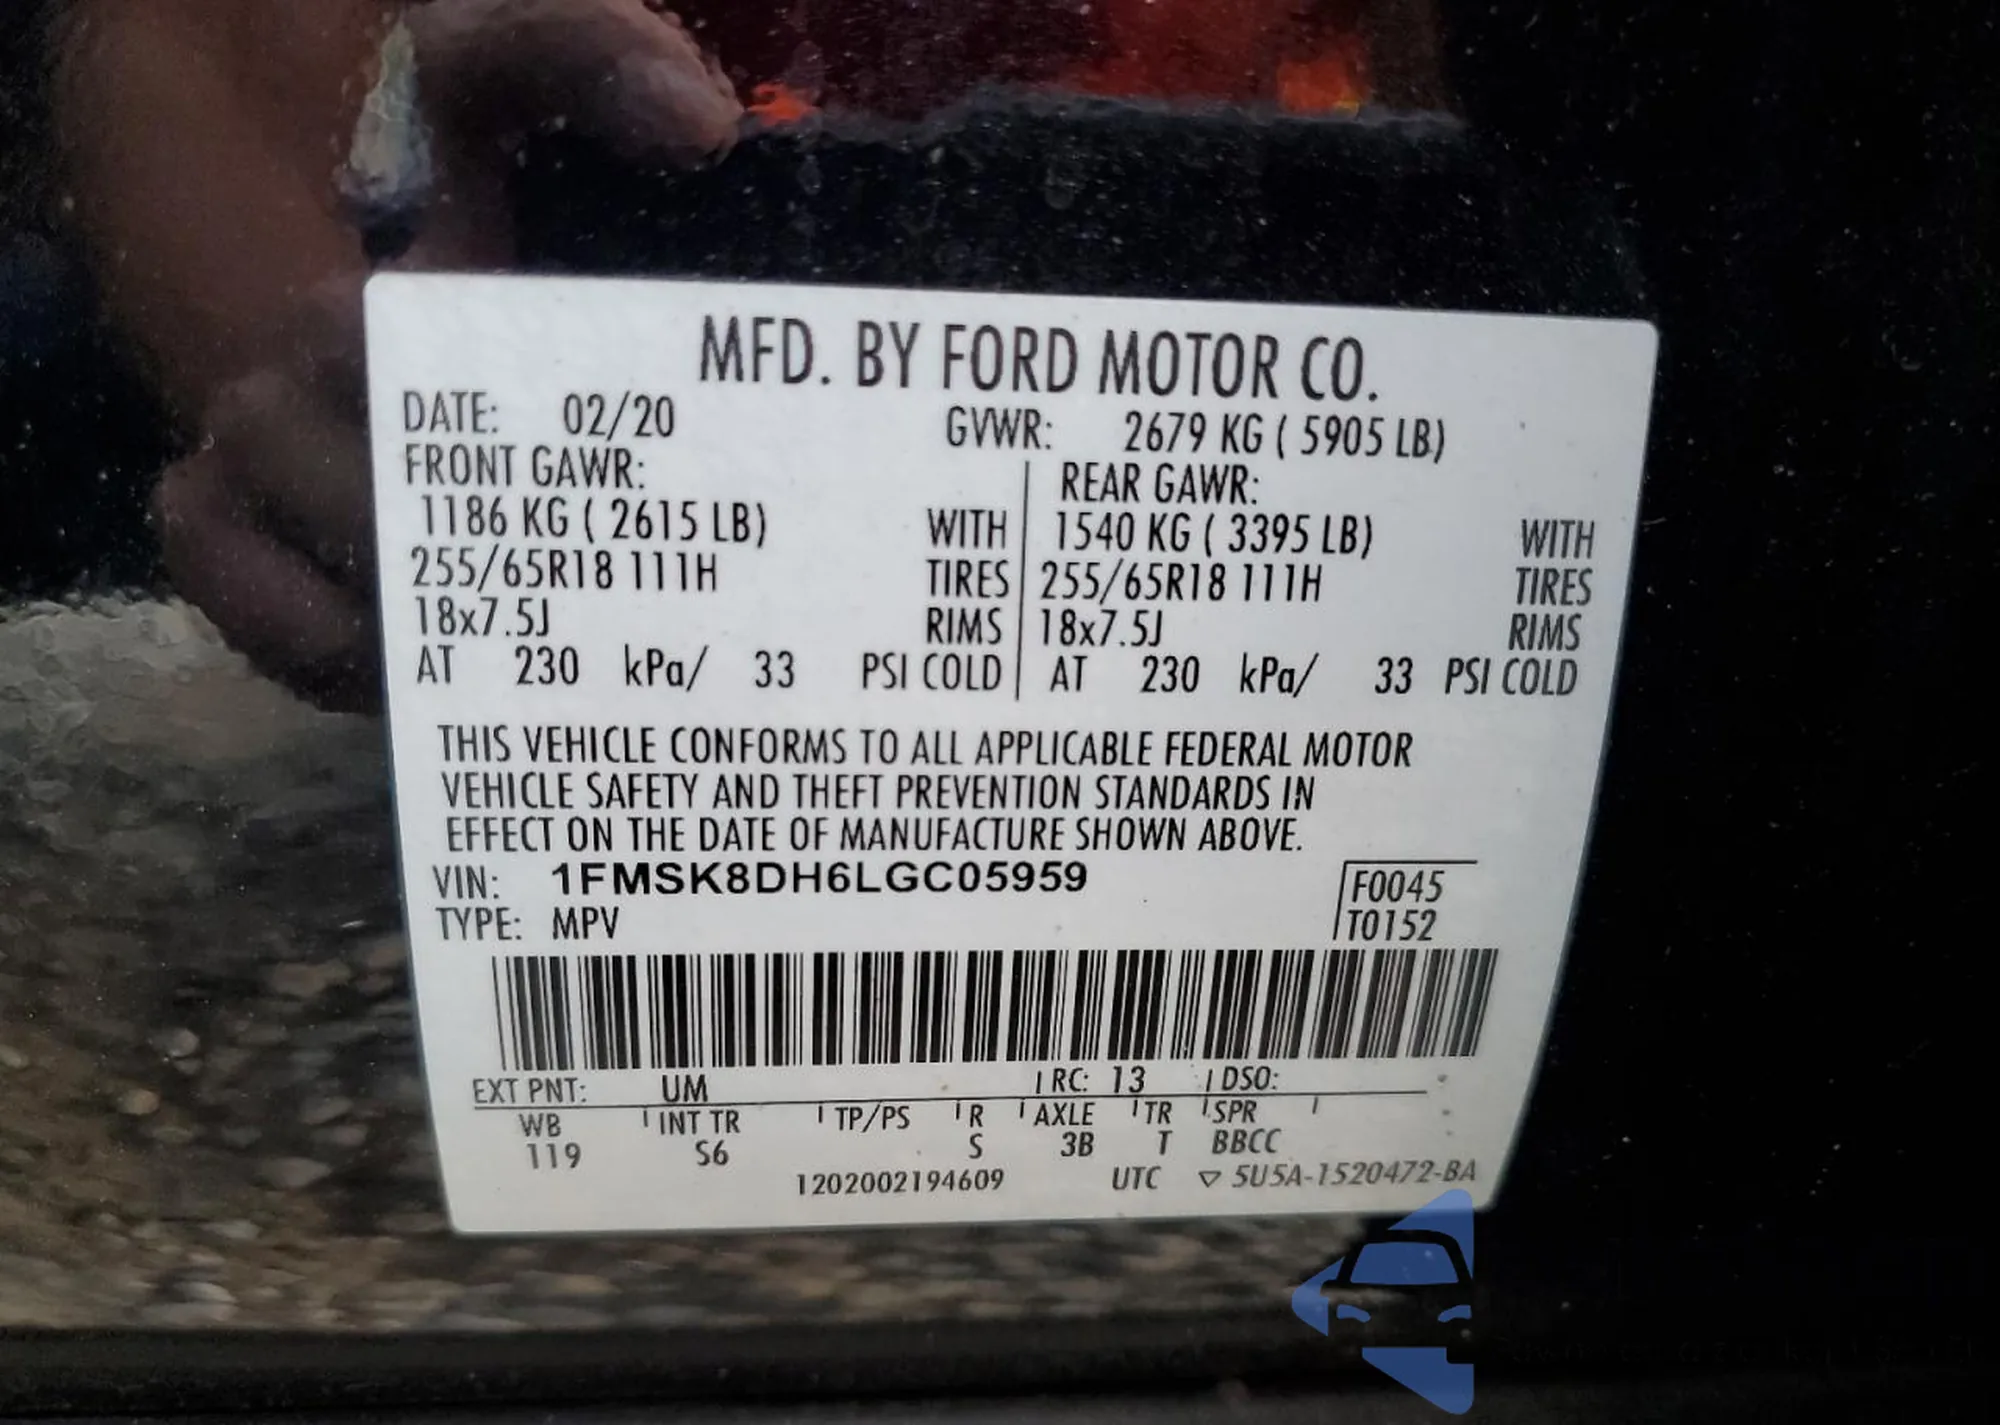 MFD. BY FORD MOTOR CO.
DATE: 02/20 GVWR: 2679 KG ( 5905 LB)
FRONT GAWR: REAR GAWR:
1186 KG ( 2615 LB) WITH 1540 KG ( 3395 LB) WITH
255/65R18 111H TIRES 255/65R18 111H TIRES
18x7.5J RIMS 18x7.5J RIMS
AT 230 kPa/ 33 PSI COLD AT 230 kPa/ 33 PSI COLD
THIS VEHICLE CONFORMS TO ALL APPLICABLE FEDERAL MOTOR
VEHICLE SAFETY AND THEFT PREVENTION STANDARDS IN
EFFECT ON THE DATE OF MANUFACTURE SHOWN ABOVE.
VIN: 1FMSK8DH6LGC05959 F0045
TYPE: MPV T0152
EXT PNT: UM RC: 13 DSO:
WB INT TR TP/PS R AXLE TR SPR
119 S6 S 3B T BBCC
1202002194609 UTC ▽ 5U5A-1520472-BA